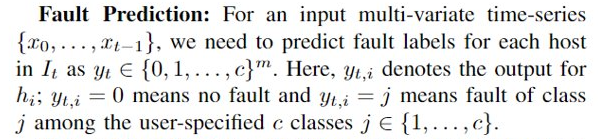 Fault Prediction: For an input multi-variate time-series
{x₀, . . . , xₜ₋₁}, we need to predict fault labels for each host
in Iₜ as yₜ ∈ {0, 1, . . . , c}ᵐ. Here, yₜ,ᵢ denotes the output for
hᵢ; yₜ,ᵢ = 0 means no fault and yₜ,ᵢ = j means fault of class
j among the user-specified c classes j ∈ {1, . . . , c}.